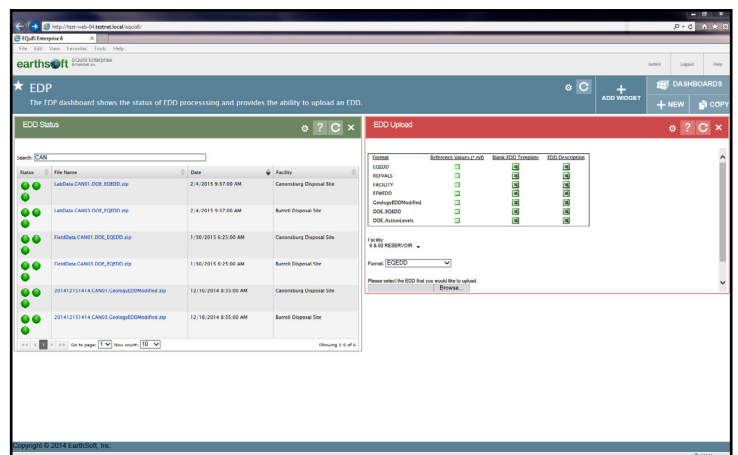 http://test-web-04.testnet.local/equis6/
EQuIS Enterprise 6
File Edit View Favorites Tools Help
earthsoft EQuIS Enterprise
system Logout Help
EDP
The EDP dashboard shows the status of EDD processsing and provides the ability to upload an EDD.
ADD WIDGET
DASHBOARDS
NEW COPY
EDD Status
Search: CAN
Status File Name Date Facility
LabData.CAN01.DOE_EQEDD.zip 2/4/2015 9:37:00 AM Canonsburg Disposal Site
LabData.CAN03.DOE_EQEDD.zip 2/4/2015 9:37:00 AM Burrell Disposal Site
FieldData.CAN01.DOE_EQEDD.zip 1/30/2015 6:25:00 AM Canonsburg Disposal Site
FieldData.CAN03.DOE_EQEDD.zip 1/30/2015 6:25:00 AM Burrell Disposal Site
201412151414.CAN01.GeologyEDDModified.zip 12/16/2014 8:35:00 AM Canonsburg Disposal Site
201412151414.CAN03.GeologyEDDModified.zip 12/16/2014 8:35:00 AM Burrell Disposal Site
Go to page: 1 Row count: 10 Showing 1-6 of 6
EDD Upload
Format Reference Values (*.rvf) Blank EDD Template EDD Description
EQEDD
REFVALS
FACILITY
EFWEDD
GeologyEDDModified
DOE_EQEDD
DOE_ActionLevels
Facility:
6 & 50 RESERVOIR
Format: EQEDD
Please select the EDD that you would like to upload.
Browse...
Copyright © 2014 EarthSoft, Inc.